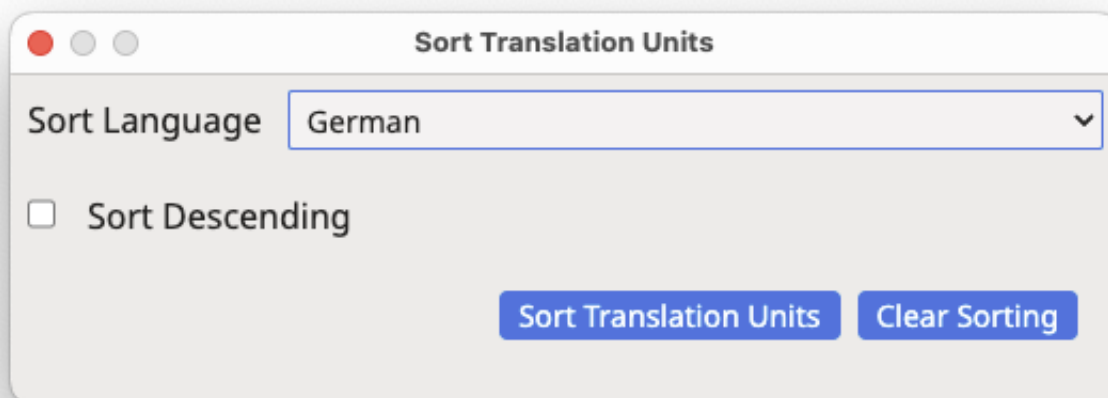 Sort Translation Units
Sort Language German
Sort Descending
Sort Translation Units Clear Sorting